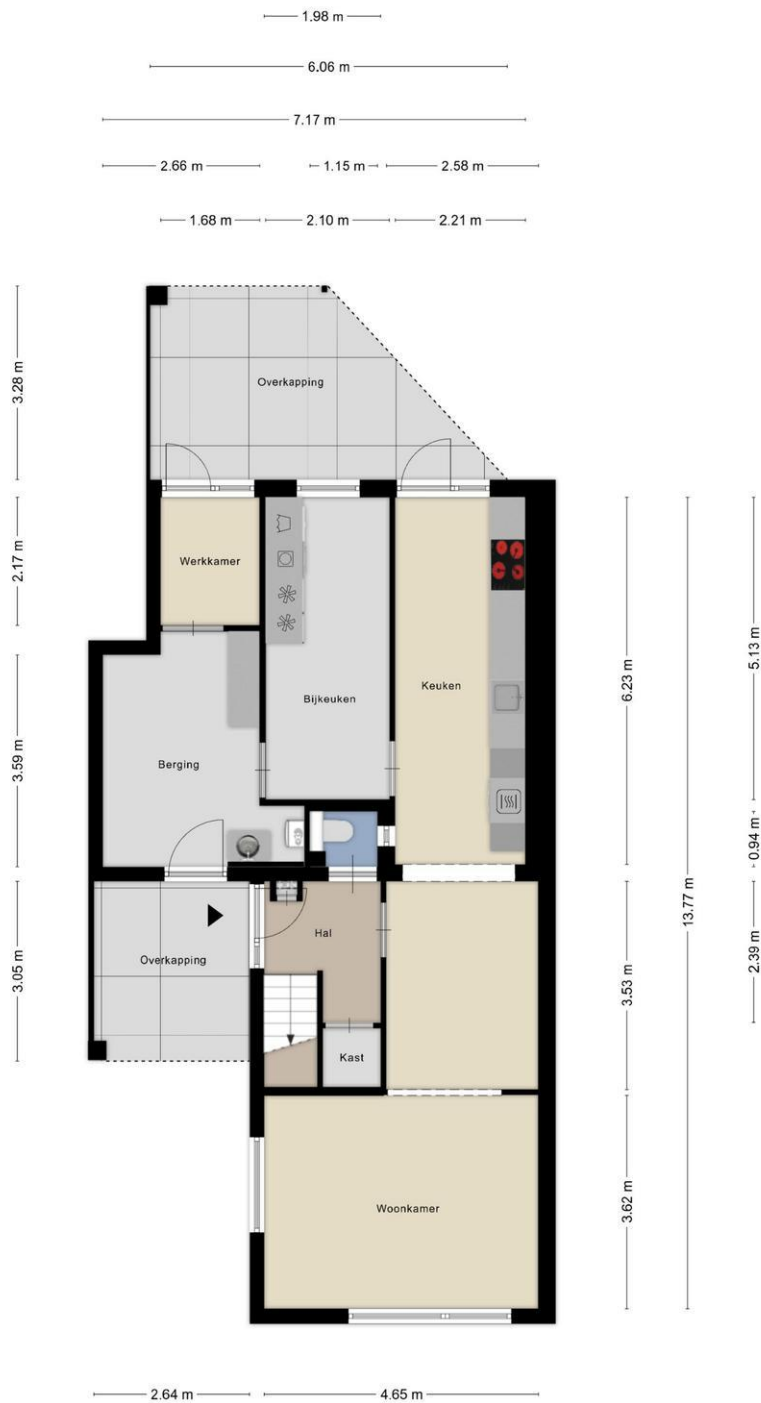 1.98 m
6.06 m
7.17 m
2.66 m
1.15 m
2.58 m
1.68 m
2.10 m
2.21 m
3.28 m
Overkapping
2.17 m
Werkkamer
6.23 m
5.13 m
Bijkeuken
Keuken
3.59 m
Berging
0.94 m
13.77 m
3.05 m
Overkapping
Hal
3.53 m
2.39 m
Kast
3.62 m
Woonkamer
2.64 m
4.65 m